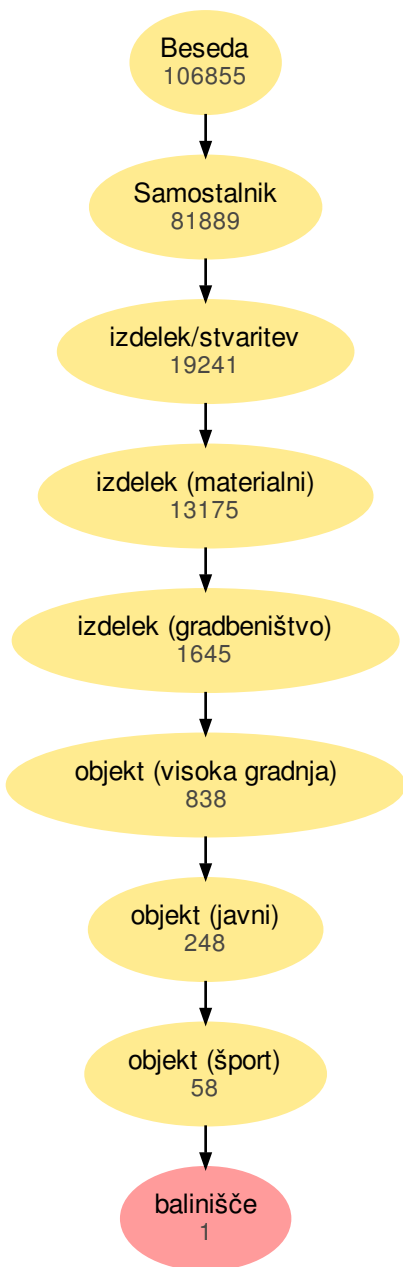 Beseda
106855
Samostalnik
81889
izdelek/stvaritev
19241
izdelek (materialni)
13175
izdelek (gradbeništvo)
1645
objekt (visoka gradnja)
838
objekt (javni)
248
objekt (šport)
58
balinišče
1